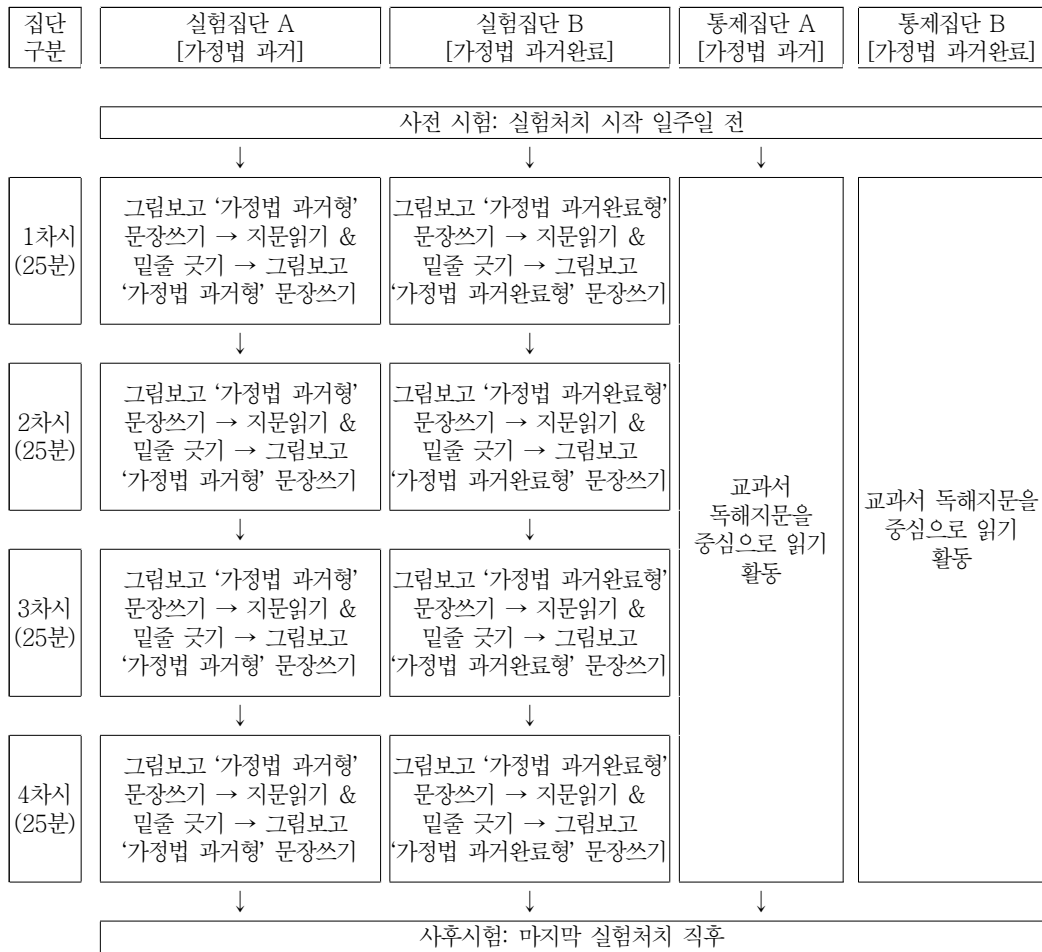 집단
구분
실험집단 A
[가정법 과거]
실험집단 B
[가정법 과거완료]
통제집단 A
[가정법 과거]
통제집단 B
[가정법 과거완료]
사전 시험: 실험처치 시작 일주일 전
↓ ↓ ↓
1차시
(25분)
그림보고 ‘가정법 과거형’
문장쓰기 → 지문읽기 &
밑줄 긋기 → 그림보고
‘가정법 과거형’ 문장쓰기
그림보고 ‘가정법 과거완료형’
문장쓰기 → 지문읽기 &
밑줄 긋기 → 그림보고
‘가정법 과거완료형’ 문장쓰기
↓ ↓
2차시
(25분)
그림보고 ‘가정법 과거형’
문장쓰기 → 지문읽기 &
밑줄 긋기 → 그림보고
‘가정법 과거형’ 문장쓰기
그림보고 ‘가정법 과거완료형’
문장쓰기 → 지문읽기 &
밑줄 긋기 → 그림보고
‘가정법 과거완료형’ 문장쓰기
교과서
독해지문을
중심으로 읽기
활동
교과서 독해지문을
중심으로 읽기
활동
↓ ↓
3차시
(25분)
그림보고 ‘가정법 과거형’
문장쓰기 → 지문읽기 &
밑줄 긋기 → 그림보고
‘가정법 과거형’ 문장쓰기
그림보고 ‘가정법 과거완료형’
문장쓰기 → 지문읽기 &
밑줄 긋기 → 그림보고
‘가정법 과거완료형’ 문장쓰기
↓ ↓
4차시
(25분)
그림보고 ‘가정법 과거형’
문장쓰기 → 지문읽기 &
밑줄 긋기 → 그림보고
‘가정법 과거형’ 문장쓰기
그림보고 ‘가정법 과거완료형’
문장쓰기 → 지문읽기 &
밑줄 긋기 → 그림보고
‘가정법 과거완료형’ 문장쓰기
↓ ↓ ↓
사후시험: 마지막 실험처치 직후